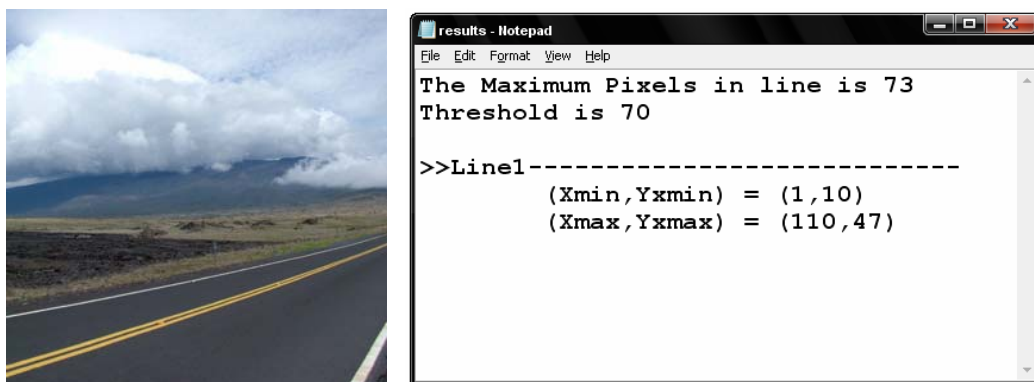 results - Notepad
File Edit Format View Help
The Maximum Pixels in line is 73
Threshold is 70
>>Line1----------------------------
(Xmin,Yxmin) = (1,10)
(Xmax,Yxmax) = (110,47)